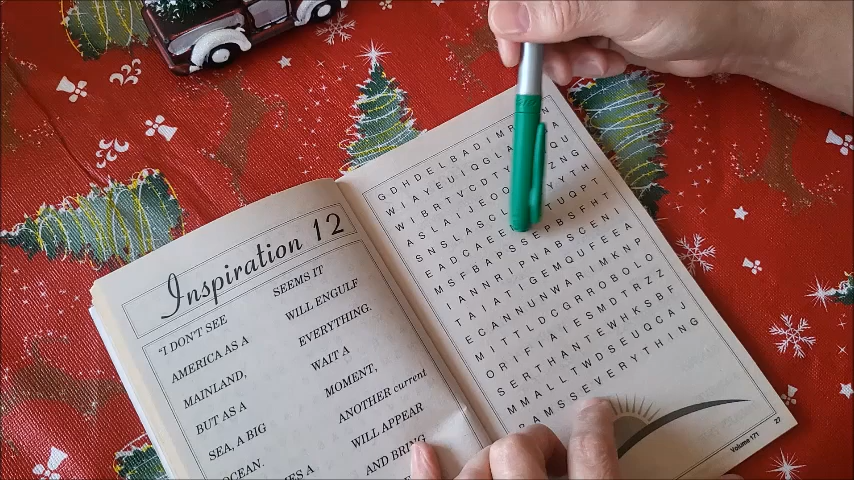 Inspiration 12
"I DON'T SEE
AMERICA AS A
MAINLAND,
BUT AS A
SEA, A BIG
OCEAN.
SEEMS IT
WILL ENGULF
EVERYTHING.
WAIT A
MOMENT,
ANOTHER current
WILL APPEAR
AND BRING
G D H D E L B A D I M P
W I A Y E U I Q G L A
W I B R T Y C D T Y
A S L A I J E O
S N S L A S C
E A D C A E E
M S F B A P S S E P B S F H T
I A N N R I P N A B S C E N I
T A I A T I G E M Q U F E E A
E C A N N U N W A R I M K N P
M I T T L D C G R R O B O L O
O R I F I A I E S M D T R Z Z
S E R T H A N T E W H K S B F
M M A L L T W D S E U Q C A J
R A M S S E V E R Y T H I N G
Volume 171
27